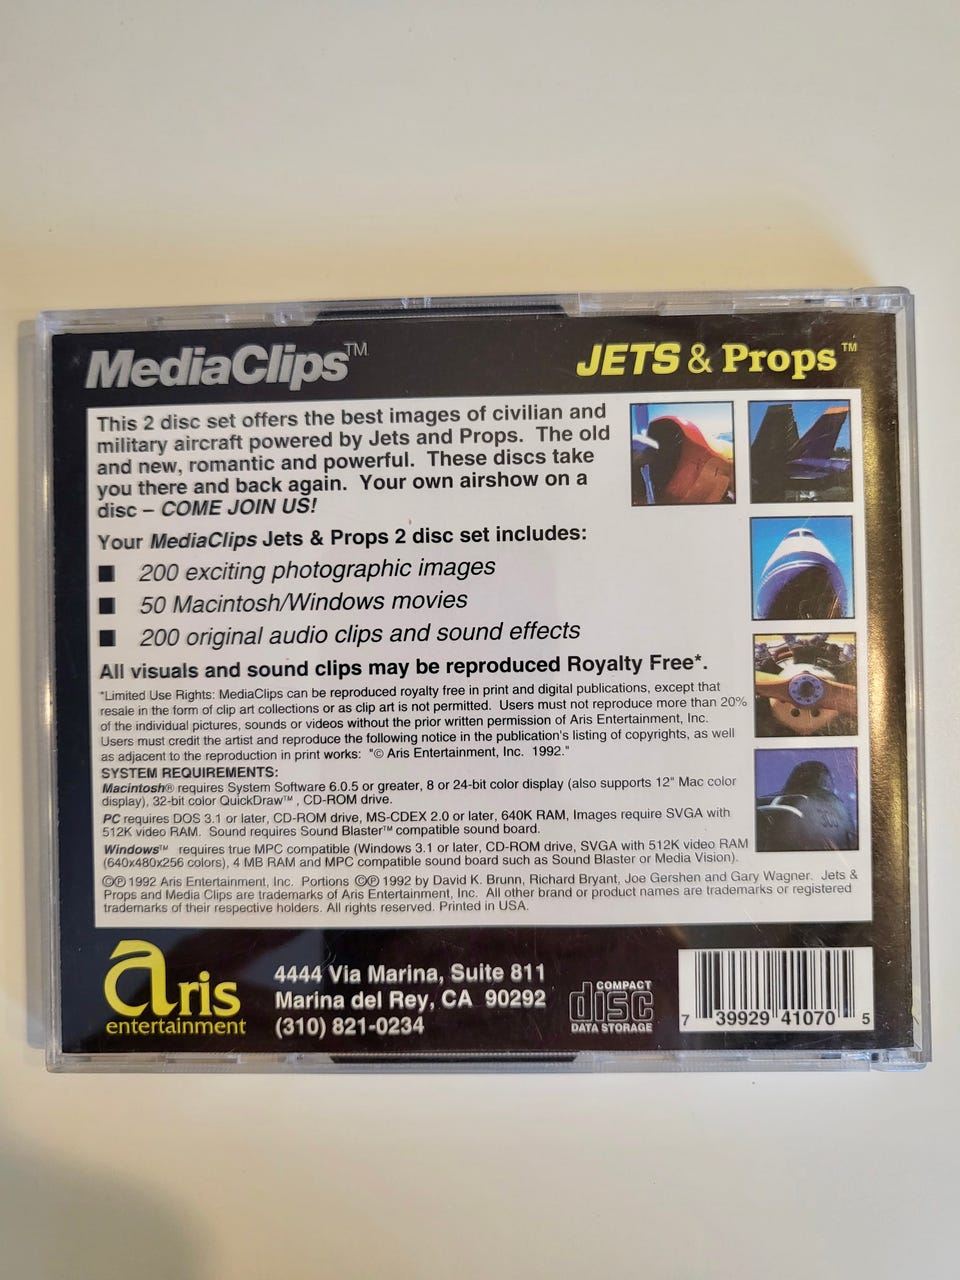 MediaClips™
JETS & Props™
This 2 disc set offers the best images of civilian and
military aircraft powered by Jets and Props. The old
and new, romantic and powerful. These discs take
you there and back again. Your own airshow on a
disc – COME JOIN US!
Your MediaClips Jets & Props 2 disc set includes:
■ 200 exciting photographic images
■ 50 Macintosh/Windows movies
■ 200 original audio clips and sound effects
All visuals and sound clips may be reproduced Royalty Free*.
*Limited Use Rights: MediaClips can be reproduced royalty free in print and digital publications, except that
resale in the form of clip art collections or as clip art is not permitted. Users must not reproduce more than 20%
of the individual pictures, sounds or videos without the prior written permission of Aris Entertainment, Inc.
Users must credit the artist and reproduce the following notice in the publication's listing of copyrights, as well
as adjacent to the reproduction in print works: "© Aris Entertainment, Inc. 1992."
SYSTEM REQUIREMENTS:
Macintosh® requires System Software 6.0.5 or greater, 8 or 24-bit color display (also supports 12" Mac color
display), 32-bit color QuickDraw™, CD-ROM drive.
PC requires DOS 3.1 or later, CD-ROM drive, MS-CDEX 2.0 or later, 640K RAM, Images require SVGA with
512K video RAM. Sound requires Sound Blaster™ compatible sound board.
Windows™ requires true MPC compatible (Windows 3.1 or later, CD-ROM drive, SVGA with 512K video RAM
(640x480x256 colors), 4 MB RAM and MPC compatible sound board such as Sound Blaster or Media Vision).
©℗ 1992 Aris Entertainment, Inc. Portions ©℗ 1992 by David K. Brunn, Richard Bryant, Joe Gershen and Gary Wagner. Jets &
Props and Media Clips are trademarks of Aris Entertainment, Inc. All other brand or product names are trademarks or registered
trademarks of their respective holders. All rights reserved. Printed in USA.
aris
entertainment
4444 Via Marina, Suite 811
Marina del Rey, CA 90292
(310) 821-0234
COMPACT
disc
DATA STORAGE
7 39929 41070 5